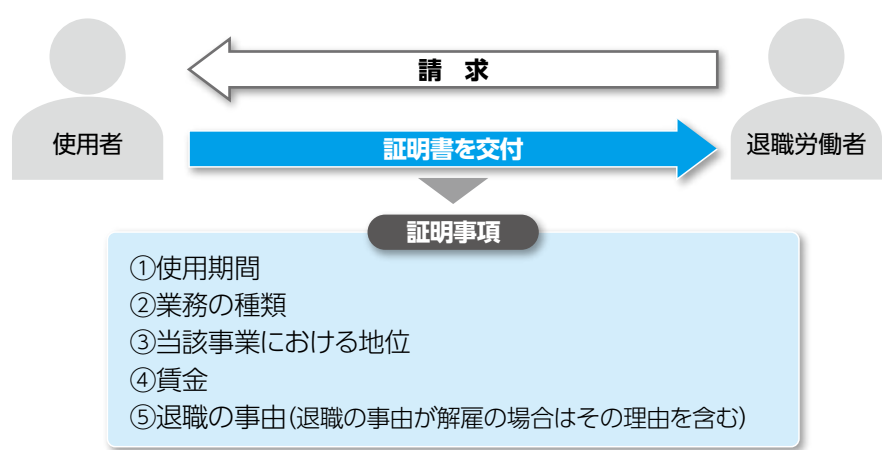 請 求
使用者
証明書を交付
退職労働者
証明事項
①使用期間
②業務の種類
③当該事業における地位
④賃金
⑤退職の事由(退職の事由が解雇の場合はその理由を含む)